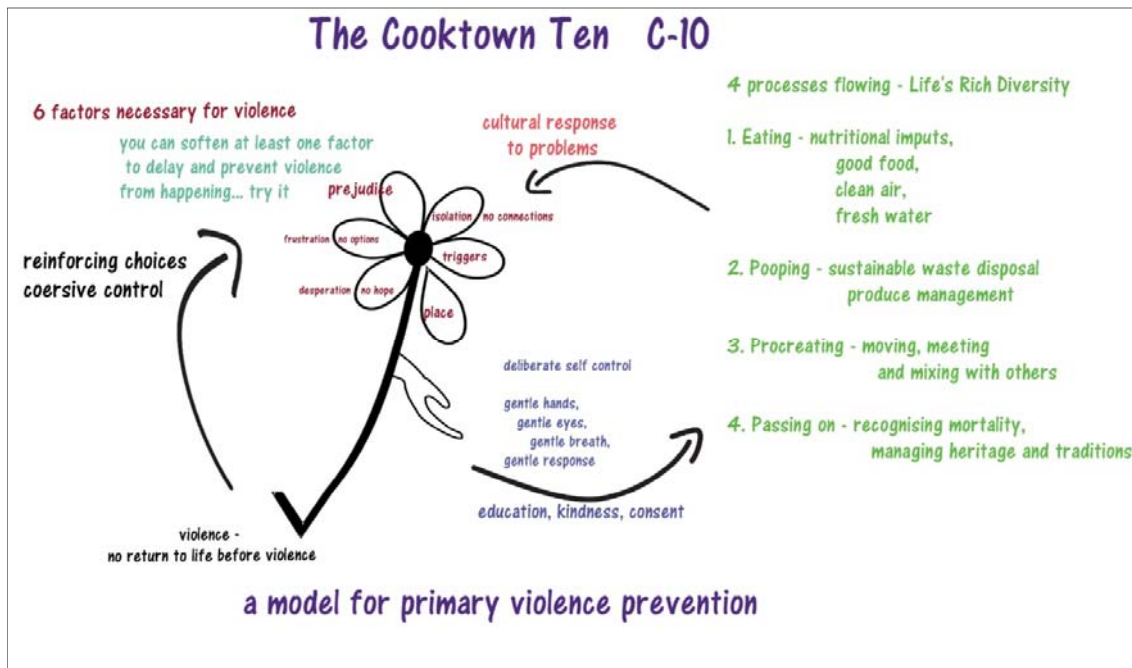 The Cooktown Ten C-10
6 factors necessary for violence
you can soften at least one factor
to delay and prevent violence
from happening... try it
reinforcing choices
coersive control
cultural response
to problems
prejudice
isolation no connections
frustration no options
triggers
desperation no hope
place
deliberate self control
gentle hands,
gentle eyes,
gentle breath,
gentle response
education, kindness, consent
violence -
no return to life before violence
4 processes flowing - Life's Rich Diversity
1. Eating - nutritional imputs,
good food,
clean air,
fresh water
2. Pooping - sustainable waste disposal
produce management
3. Procreating - moving, meeting
and mixing with others
4. Passing on - recognising mortality,
managing heritage and traditions
a model for primary violence prevention